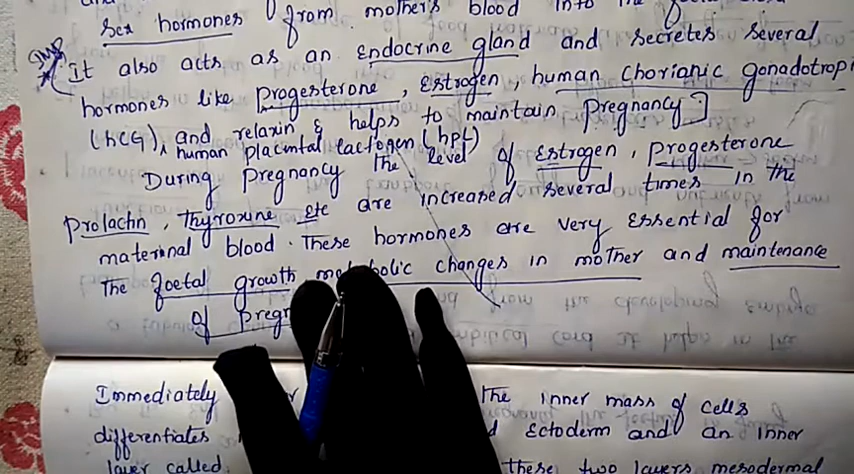 sex hormones from mother's blood into the
Imp
It also acts as an endocrine gland and secretes several
hormones like Progesterone, Estrogen, human chorianic gonadotropi
(hCG), and relaxin & helps to maintain pregnancy]
human placental lactogen (hPL)
During pregnancy the level of Estrogen, progesterone
prolactin, Thyroxine etc are increased several times in the
maternal blood. These hormones are very essential for
the foetal growth metabolic changes in mother and maintenance
of pregn
Immediately the inner mass of cells
differentiates ectoderm and an inner
layer called these two layers mesodermal